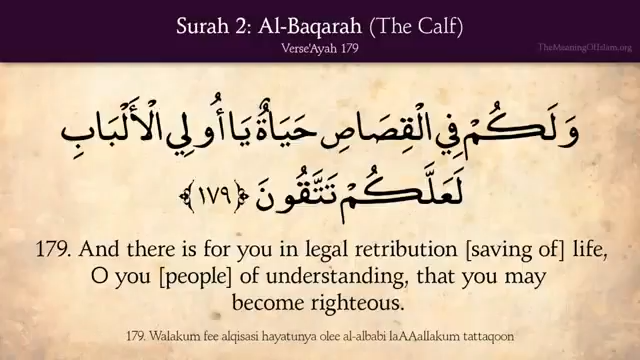 Surah 2: Al-Baqarah (The Calf)
Verse'Ayah 179
TheMeaningOfIslam.org
وَلَكُمْ فِي الْقِصَاصِ حَيَاةٌ يَا أُولِي الْأَلْبَابِ
لَعَلَّكُمْ تَتَّقُونَ ﴿١٧٩﴾
179. And there is for you in legal retribution [saving of] life,
O you [people] of understanding, that you may
become righteous.
179. Walakum fee alqisasi hayatunya olee al-albabi laAAallakum tattaqoon